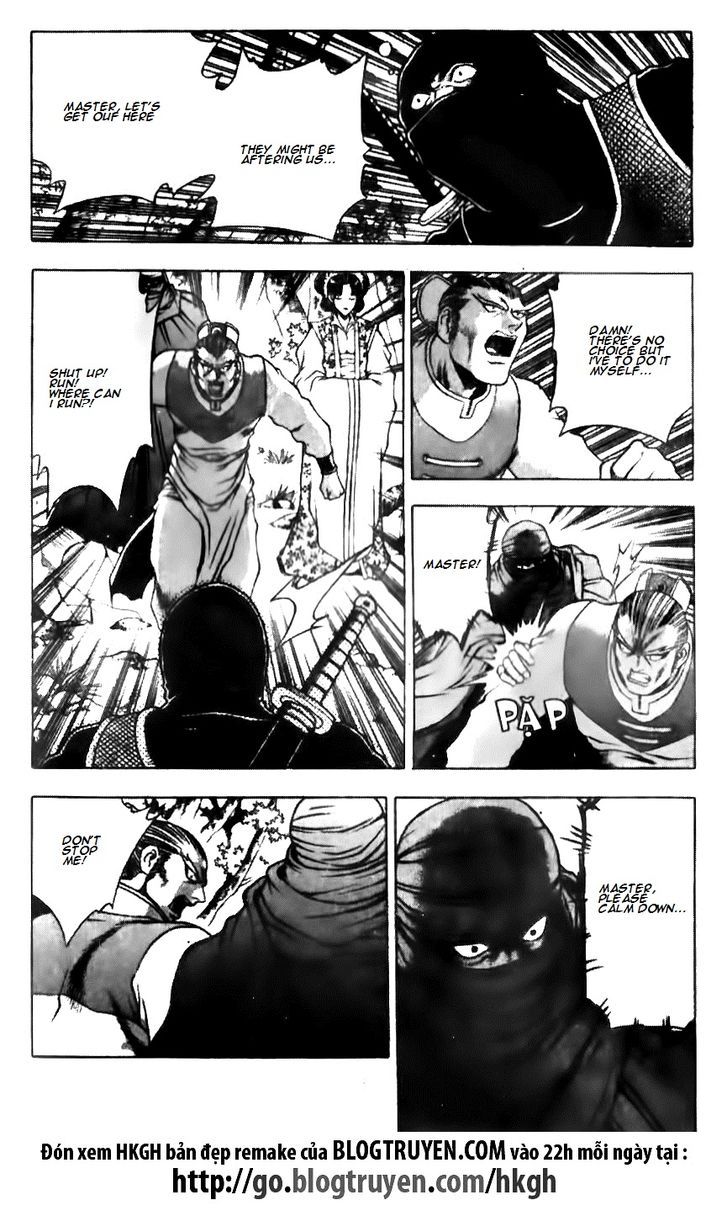 MASTER, LET'S
GET OUF HERE
THEY MIGHT BE
AFTERING US...
SHUT UP!
RUN!
WHERE CAN
I RUN?!
DAMN!
THERE'S NO
CHOICE BUT
I'VE TO DO IT
MYSELF...
MASTER!
PẶP
DON'T
STOP
ME!
MASTER,
PLEASE
CALM DOWN...
Đón xem HKGH bản đẹp remake của BLOGTRUYEN.COM vào 22h mỗi ngày tại :
http://go.blogtruyen.com/hkgh